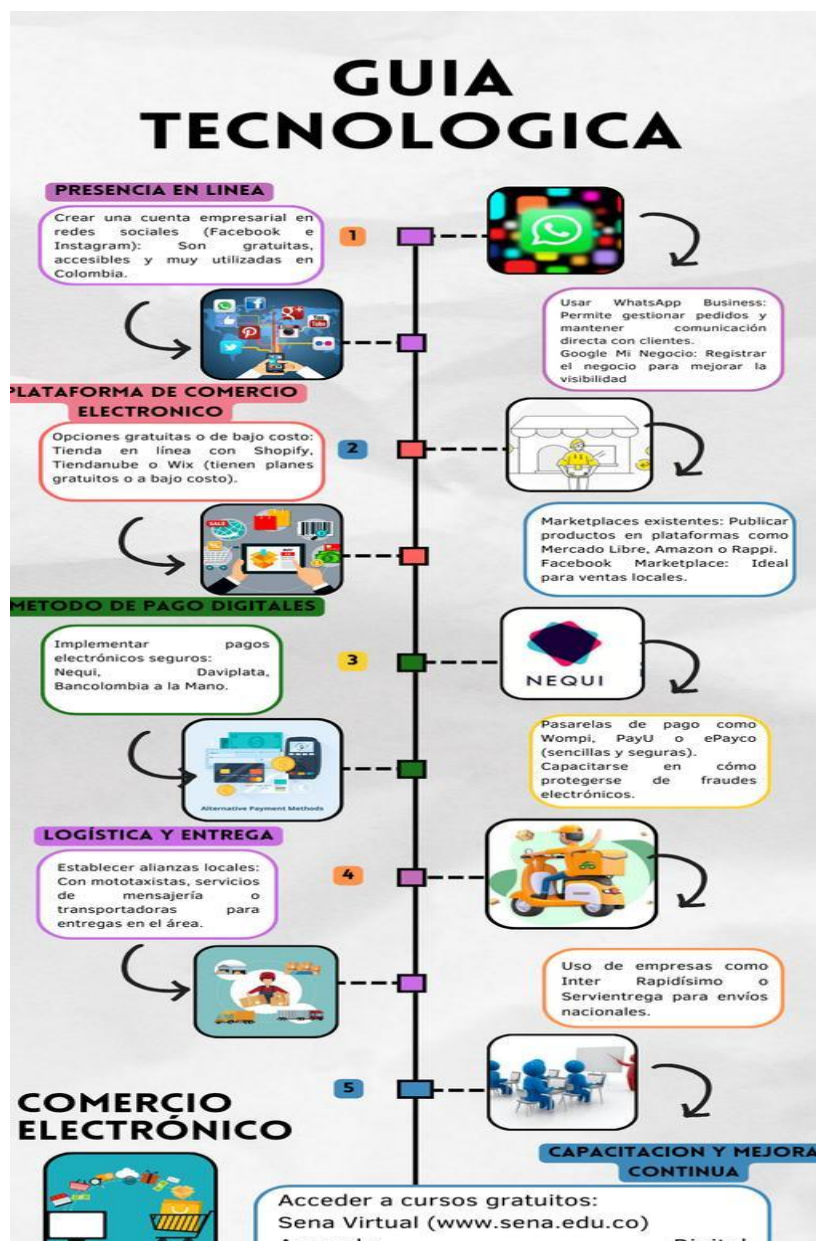 GUIA
TECNOLOGICA
PRESENCIA EN LINEA
Crear una cuenta empresarial en
redes sociales (Facebook e
Instagram): Son gratuitas,
accesibles y muy utilizadas en
Colombia.
1
Usar WhatsApp Business:
Permite gestionar pedidos y
mantener comunicación
directa con clientes.
Google Mi Negocio: Registrar
el negocio para mejorar la
visibilidad
PLATAFORMA DE COMERCIO
ELECTRONICO
Opciones gratuitas o de bajo costo:
Tienda en línea con Shopify,
Tiendanube o Wix (tienen planes
gratuitos o a bajo costo).
2
SALE
Marketplaces existentes: Publicar
productos en plataformas como
Mercado Libre, Amazon o Rappi.
Facebook Marketplace: Ideal
para ventas locales.
METODO DE PAGO DIGITALES
Implementar pagos
electrónicos seguros:
Nequi, Daviplata,
Bancolombia a la Mano.
3
NEQUI
Pasarelas de pago como
Wompi, PayU o ePayco
(sencillas y seguras).
Capacitarse en cómo
protegerse de fraudes
electrónicos.
Alternative Payment Methods
LOGÍSTICA Y ENTREGA
Establecer alianzas locales:
Con mototaxistas, servicios
de mensajería o
transportadoras para
entregas en el área.
4
Uso de empresas como
Inter Rapidísimo o
Servientrega para envíos
nacionales.
5
COMERCIO
ELECTRÓNICO
CAPACITACION Y MEJORA
CONTINUA
Acceder a cursos gratuitos:
Sena Virtual (www.sena.edu.co)
Digital